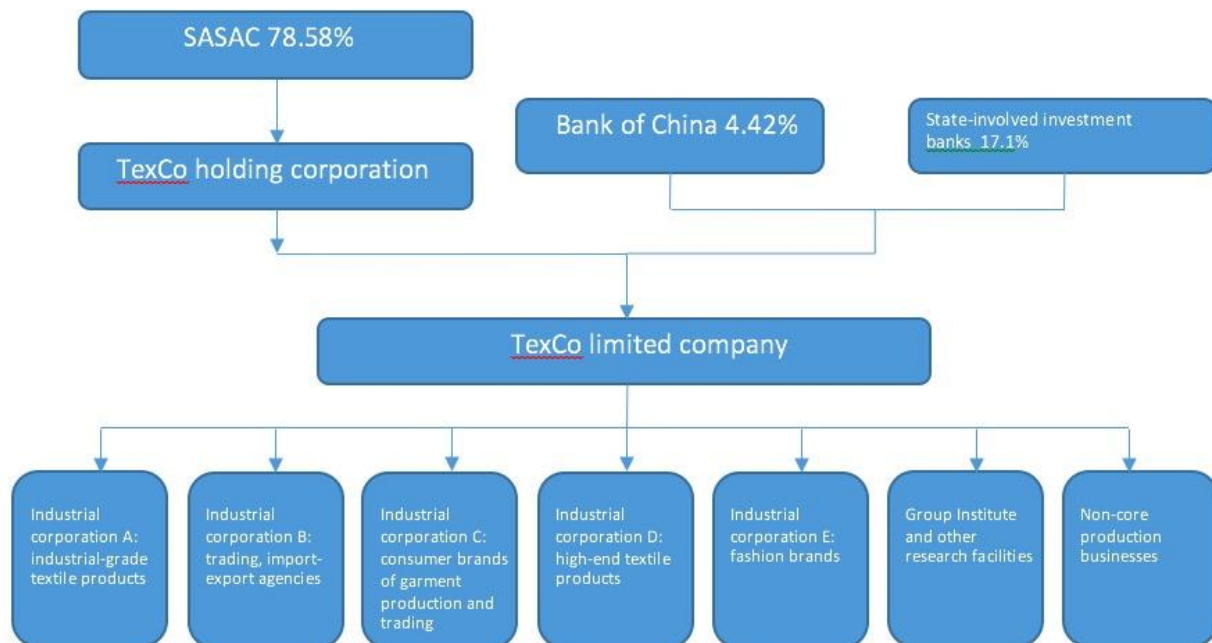 SASAC 78.58%
TexCo holding corporation
Bank of China 4.42%
State-involved investment
banks 17.1%
TexCo limited company
Industrial
corporation A:
industrial-grade
textile products
Industrial
corporation B:
trading, import-
export agencies
Industrial
corporation C:
consumer brands
of garment
production and
trading
Industrial
corporation D:
high-end textile
products
Industrial
corporation E:
fashion brands
Group Institute
and other
research facilities
Non-core
production
businesses